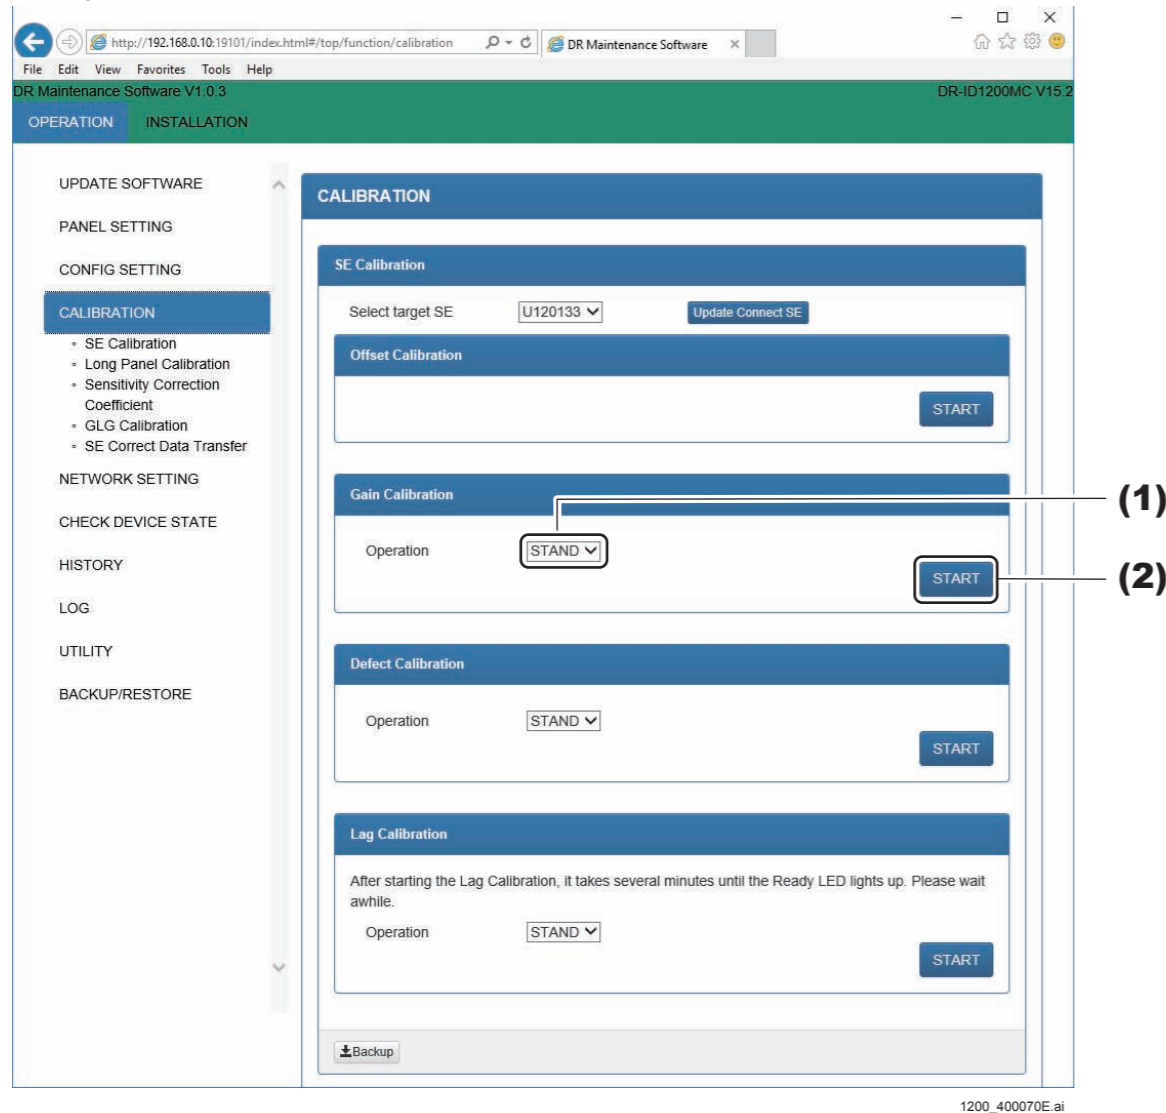 http://192.168.0.10:19101/index.html#/top/function/calibration
DR Maintenance Software
File Edit View Favorites Tools Help
DR Maintenance Software V1.0.3 DR-ID1200MC V15.2
OPERATION INSTALLATION
UPDATE SOFTWARE
PANEL SETTING
CONFIG SETTING
CALIBRATION
SE Calibration
Long Panel Calibration
Sensitivity Correction
Coefficient
GLG Calibration
SE Correct Data Transfer
NETWORK SETTING
CHECK DEVICE STATE
HISTORY
LOG
UTILITY
BACKUP/RESTORE
CALIBRATION
SE Calibration
Select target SE U120133 Update Connect SE
Offset Calibration
START
Gain Calibration
(1)
Operation STAND
START
(2)
Defect Calibration
Operation STAND
START
Lag Calibration
After starting the Lag Calibration, it takes several minutes until the Ready LED lights up. Please wait
awhile.
Operation STAND
START
Backup
1200_400070E.ai